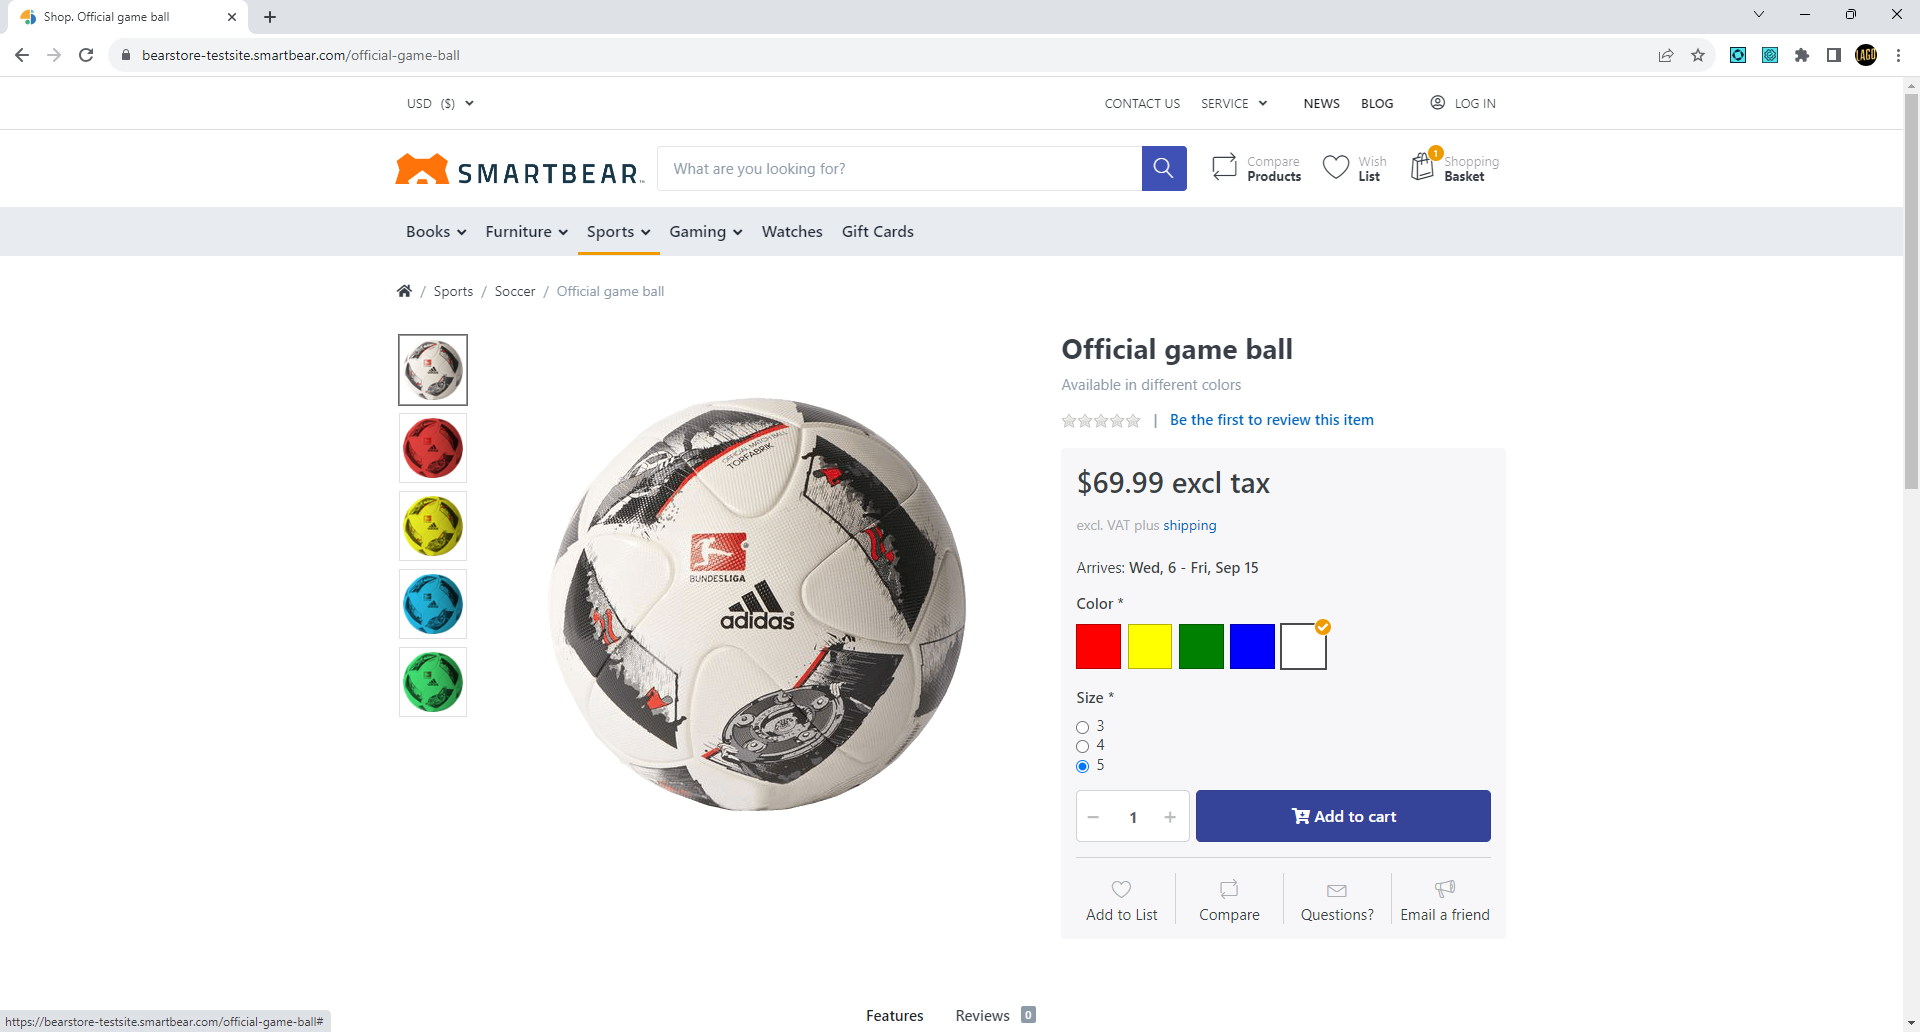 Shop. Official game ball
bearstore-testsite.smartbear.com/official-game-ball
LAGO
USD ($)
CONTACT US
SERVICE
NEWS
BLOG
LOG IN
SMARTBEAR
What are you looking for?
Compare
Products
Wish
List
1
Shopping
Basket
Books
Furniture
Sports
Gaming
Watches
Gift Cards
/ Sports / Soccer / Official game ball
OFFICIAL MATCH BALL
TORFABRIK
BUNDESLIGA
adidas
Official game ball
Available in different colors
| Be the first to review this item
$69.99 excl tax
excl. VAT plus shipping
Arrives: Wed, 6 - Fri, Sep 15
Color *
Size *
3
4
5
− 1 +
Add to cart
Add to List
Compare
Questions?
Email a friend
Features
Reviews 0
https://bearstore-testsite.smartbear.com/official-game-ball#